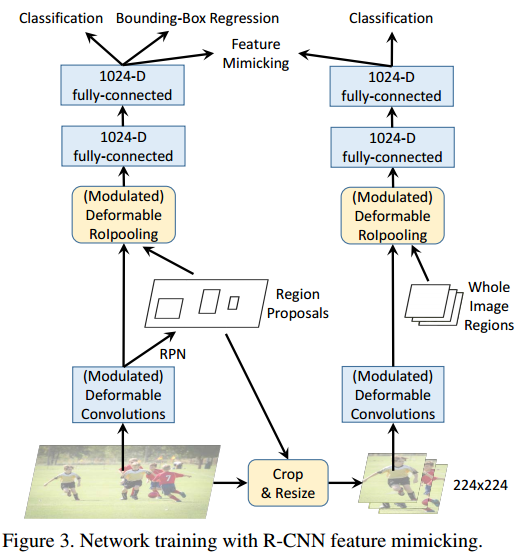 Classification
Bounding-Box Regression
Classification
Feature
Mimicking
1024-D
fully-connected
1024-D
fully-connected
1024-D
fully-connected
1024-D
fully-connected
(Modulated)
Deformable
RoIpooling
(Modulated)
Deformable
RoIpooling
Region
Proposals
Whole
Image
Regions
RPN
(Modulated)
Deformable
Convolutions
(Modulated)
Deformable
Convolutions
Crop
& Resize
224x224
Figure 3. Network training with R-CNN feature mimicking.